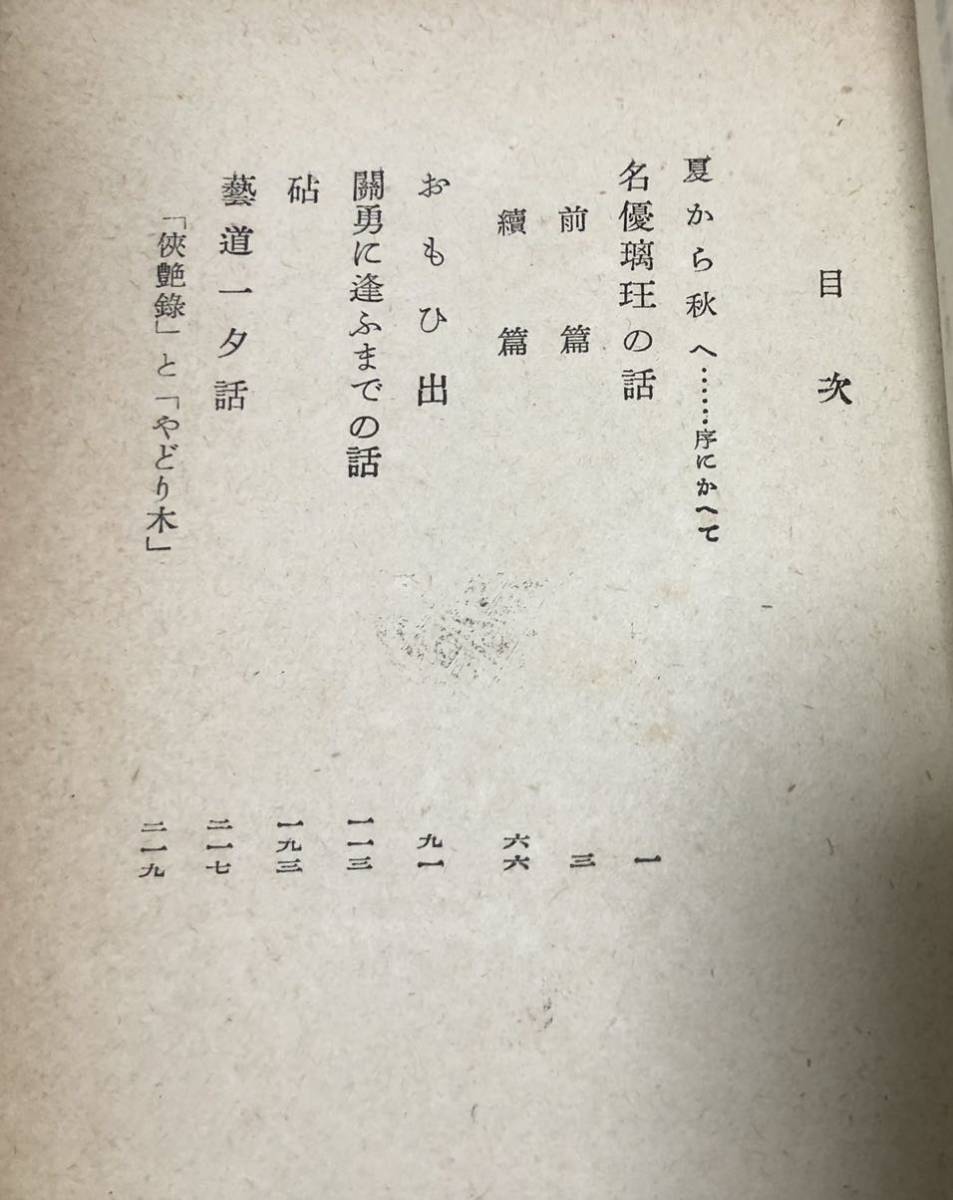 目次
夏から秋へ‥‥‥序にかへて
名優璃玨の話 一
前篇 三
續篇 六六
おもひ出 九一
關勇に逢ふまでの話 一一三
砧 一九三
藝道一夕話 二一七
「俠艶錄」と「やどり木」 二一九